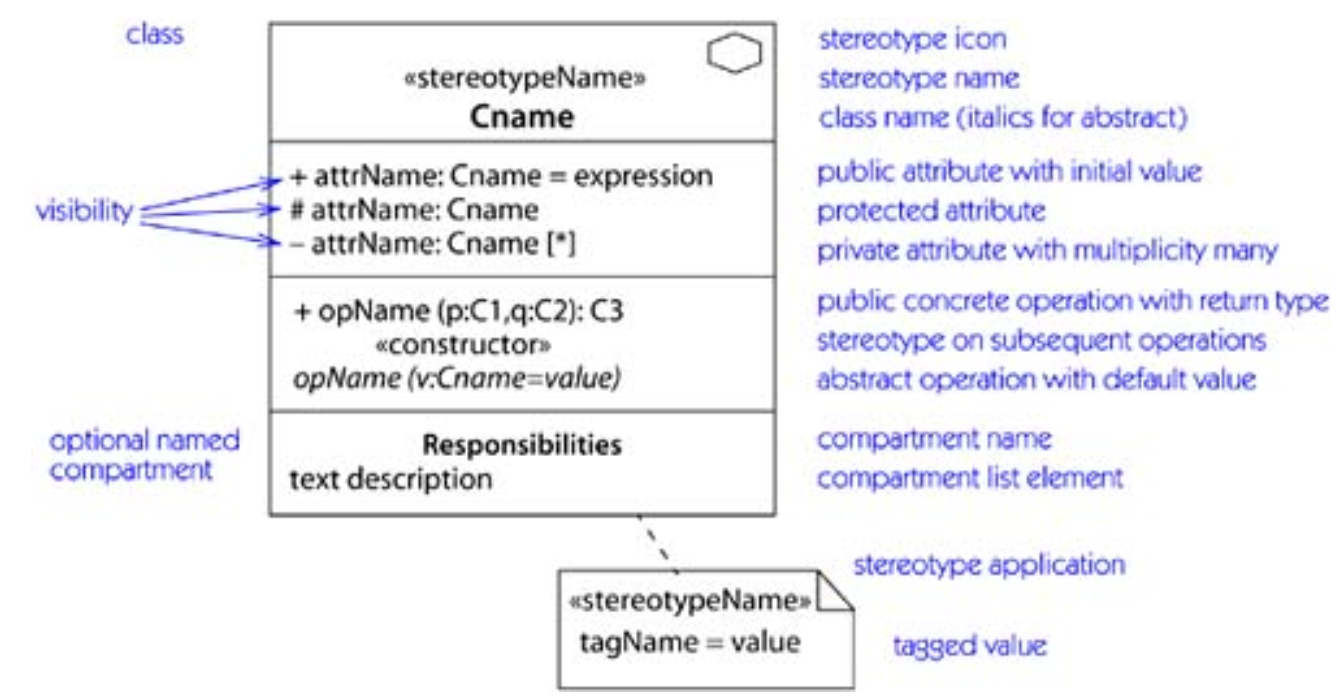 class
stereotype icon
«stereotypeName»
stereotype name
Cname
class name (italics for abstract)
+ attrName: Cname = expression
public attribute with initial value
visibility
# attrName: Cname
protected attribute
– attrName: Cname [*]
private attribute with multiplicity many
+ opName (p:C1,q:C2): C3
public concrete operation with return type
«constructor»
stereotype on subsequent operations
opName (v:Cname=value)
abstract operation with default value
optional named
compartment
Responsibilities
compartment name
text description
compartment list element
stereotype application
«stereotypeName»
tagName = value
tagged value